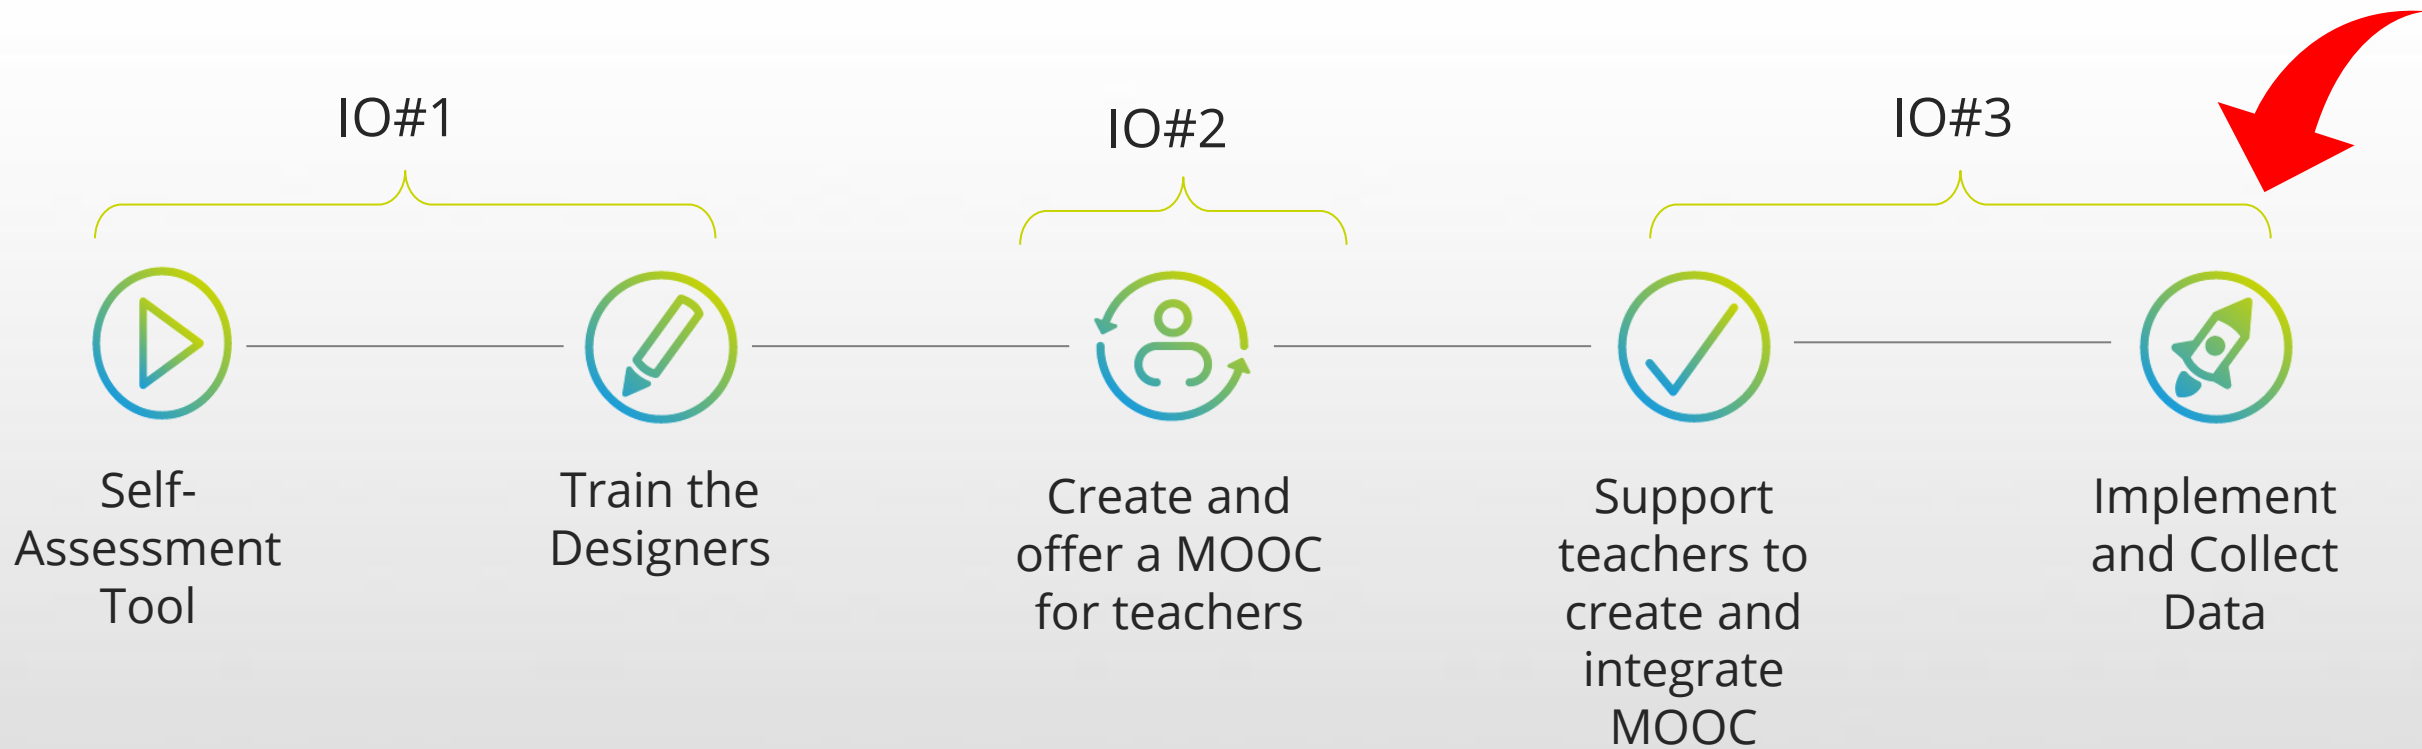 IO#1
IO#2
IO#3
Self-
Assessment
Tool
Train the
Designers
Create and
offer a MOOC
for teachers
Support
teachers to
create and
integrate
MOOC
Implement
and Collect
Data